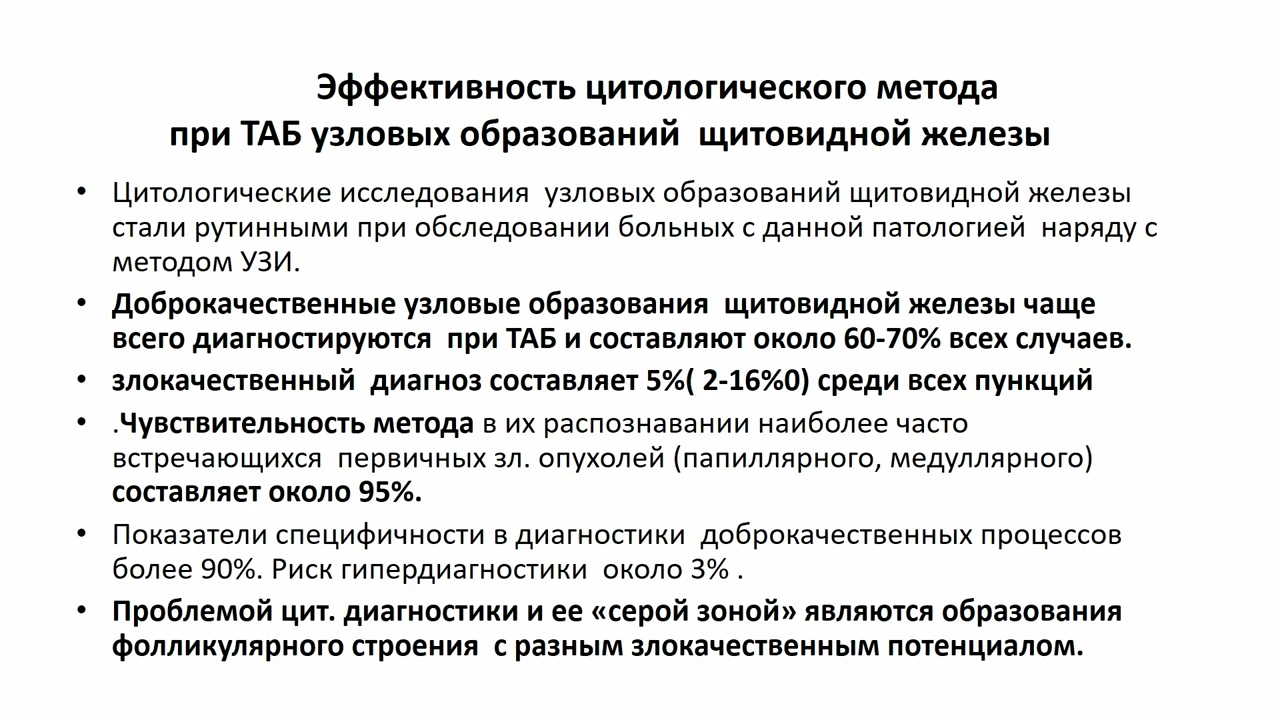 Эффективность цитологического метода
при ТАБ узловых образований  щитовидной железы
• Цитологические исследования  узловых образований щитовидной железы
стали рутинными при обследовании больных с данной патологией  наряду с
методом УЗИ.
• Доброкачественные узловые образования  щитовидной железы чаще
всего диагностируются  при ТАБ и составляют около 60-70% всех случаев.
• злокачественный  диагноз составляет 5%( 2-16%0) среди всех пункций
• .Чувствительность метода в их распознавании наиболее часто
встречающихся  первичных зл. опухолей (папиллярного, медуллярного)
составляет около 95%.
• Показатели специфичности в диагностики  доброкачественных процессов
более 90%. Риск гипердиагностики  около 3% .
• Проблемой цит. диагностики и ее «серой зоной» являются образования
фолликулярного строения  с разным злокачественным потенциалом.